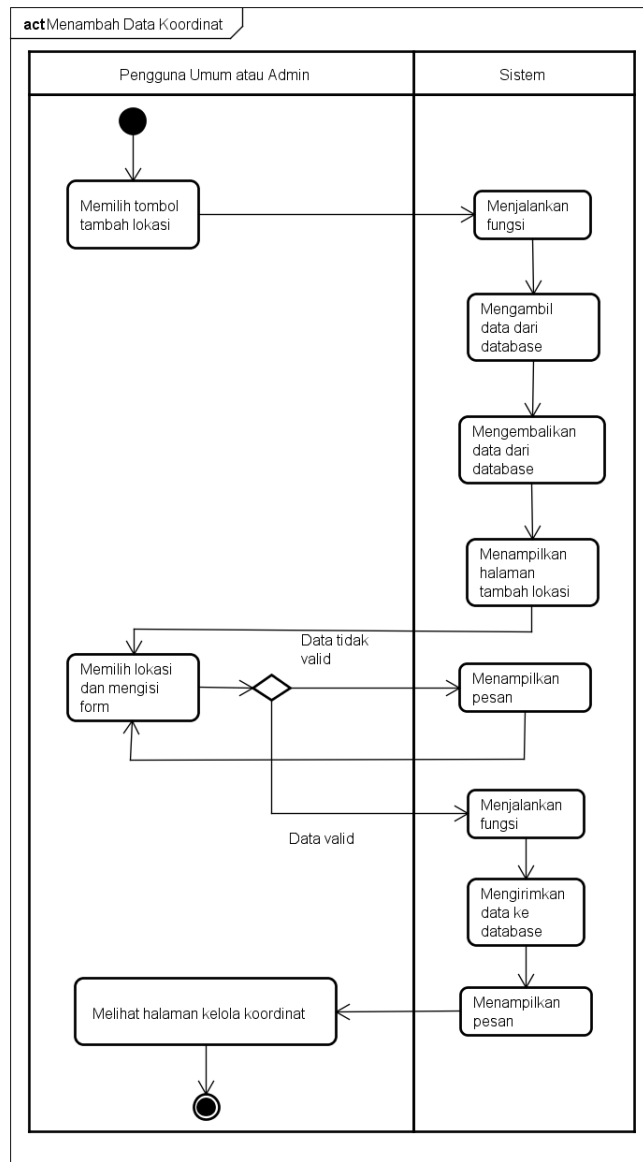 act Menambah Data Koordinat
Pengguna Umum atau Admin
Sistem
Memilih tombol
tambah lokasi
Menjalankan
fungsi
Mengambil
data dari
database
Mengembalikan
data dari
database
Menampilkan
halaman
tambah lokasi
Data tidak
valid
Memilih lokasi
dan mengisi
form
Menampilkan
pesan
Menjalankan
fungsi
Data valid
Mengirimkan
data ke
database
Menampilkan
pesan
Melihat halaman kelola koordinat